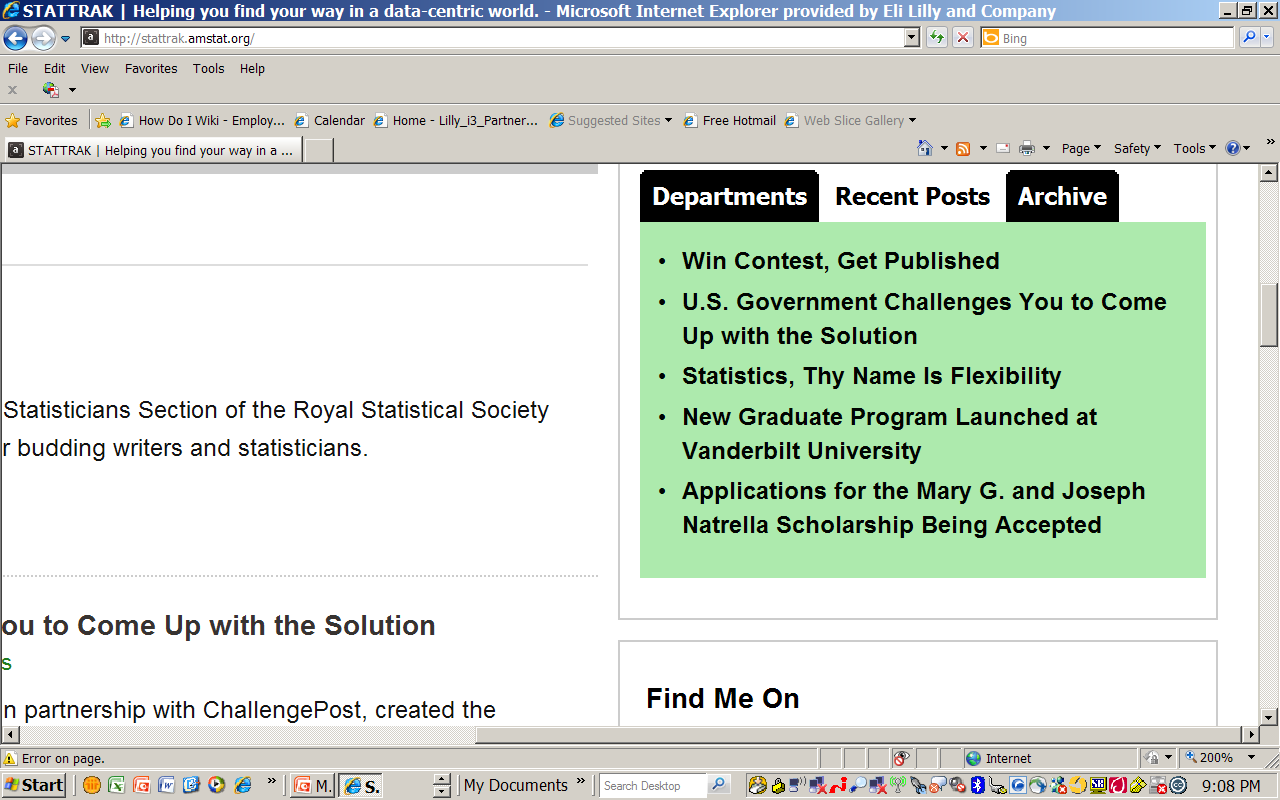 STATTRAK | Helping you find your way in a data-centric world. - Microsoft Internet Explorer provided by Eli Lilly and Company
http://stattrak.amstat.org/
Bing
File Edit View Favorites Tools Help
Favorites How Do I Wiki - Employ... Calendar Home - Lilly_i3_Partner... Suggested Sites Free Hotmail Web Slice Gallery
STATTRAK | Helping you find your way in a ... Page Safety Tools
Departments Recent Posts Archive
• Win Contest, Get Published
• U.S. Government Challenges You to Come
Up with the Solution
• Statistics, Thy Name Is Flexibility
• New Graduate Program Launched at
Vanderbilt University
• Applications for the Mary G. and Joseph
Natrella Scholarship Being Accepted
Statisticians Section of the Royal Statistical Society
r budding writers and statisticians.
ou to Come Up with the Solution
s
n partnership with ChallengePost, created the
Find Me On
Error on page. Internet 200%
Start M. S. My Documents Search Desktop 9:08 PM